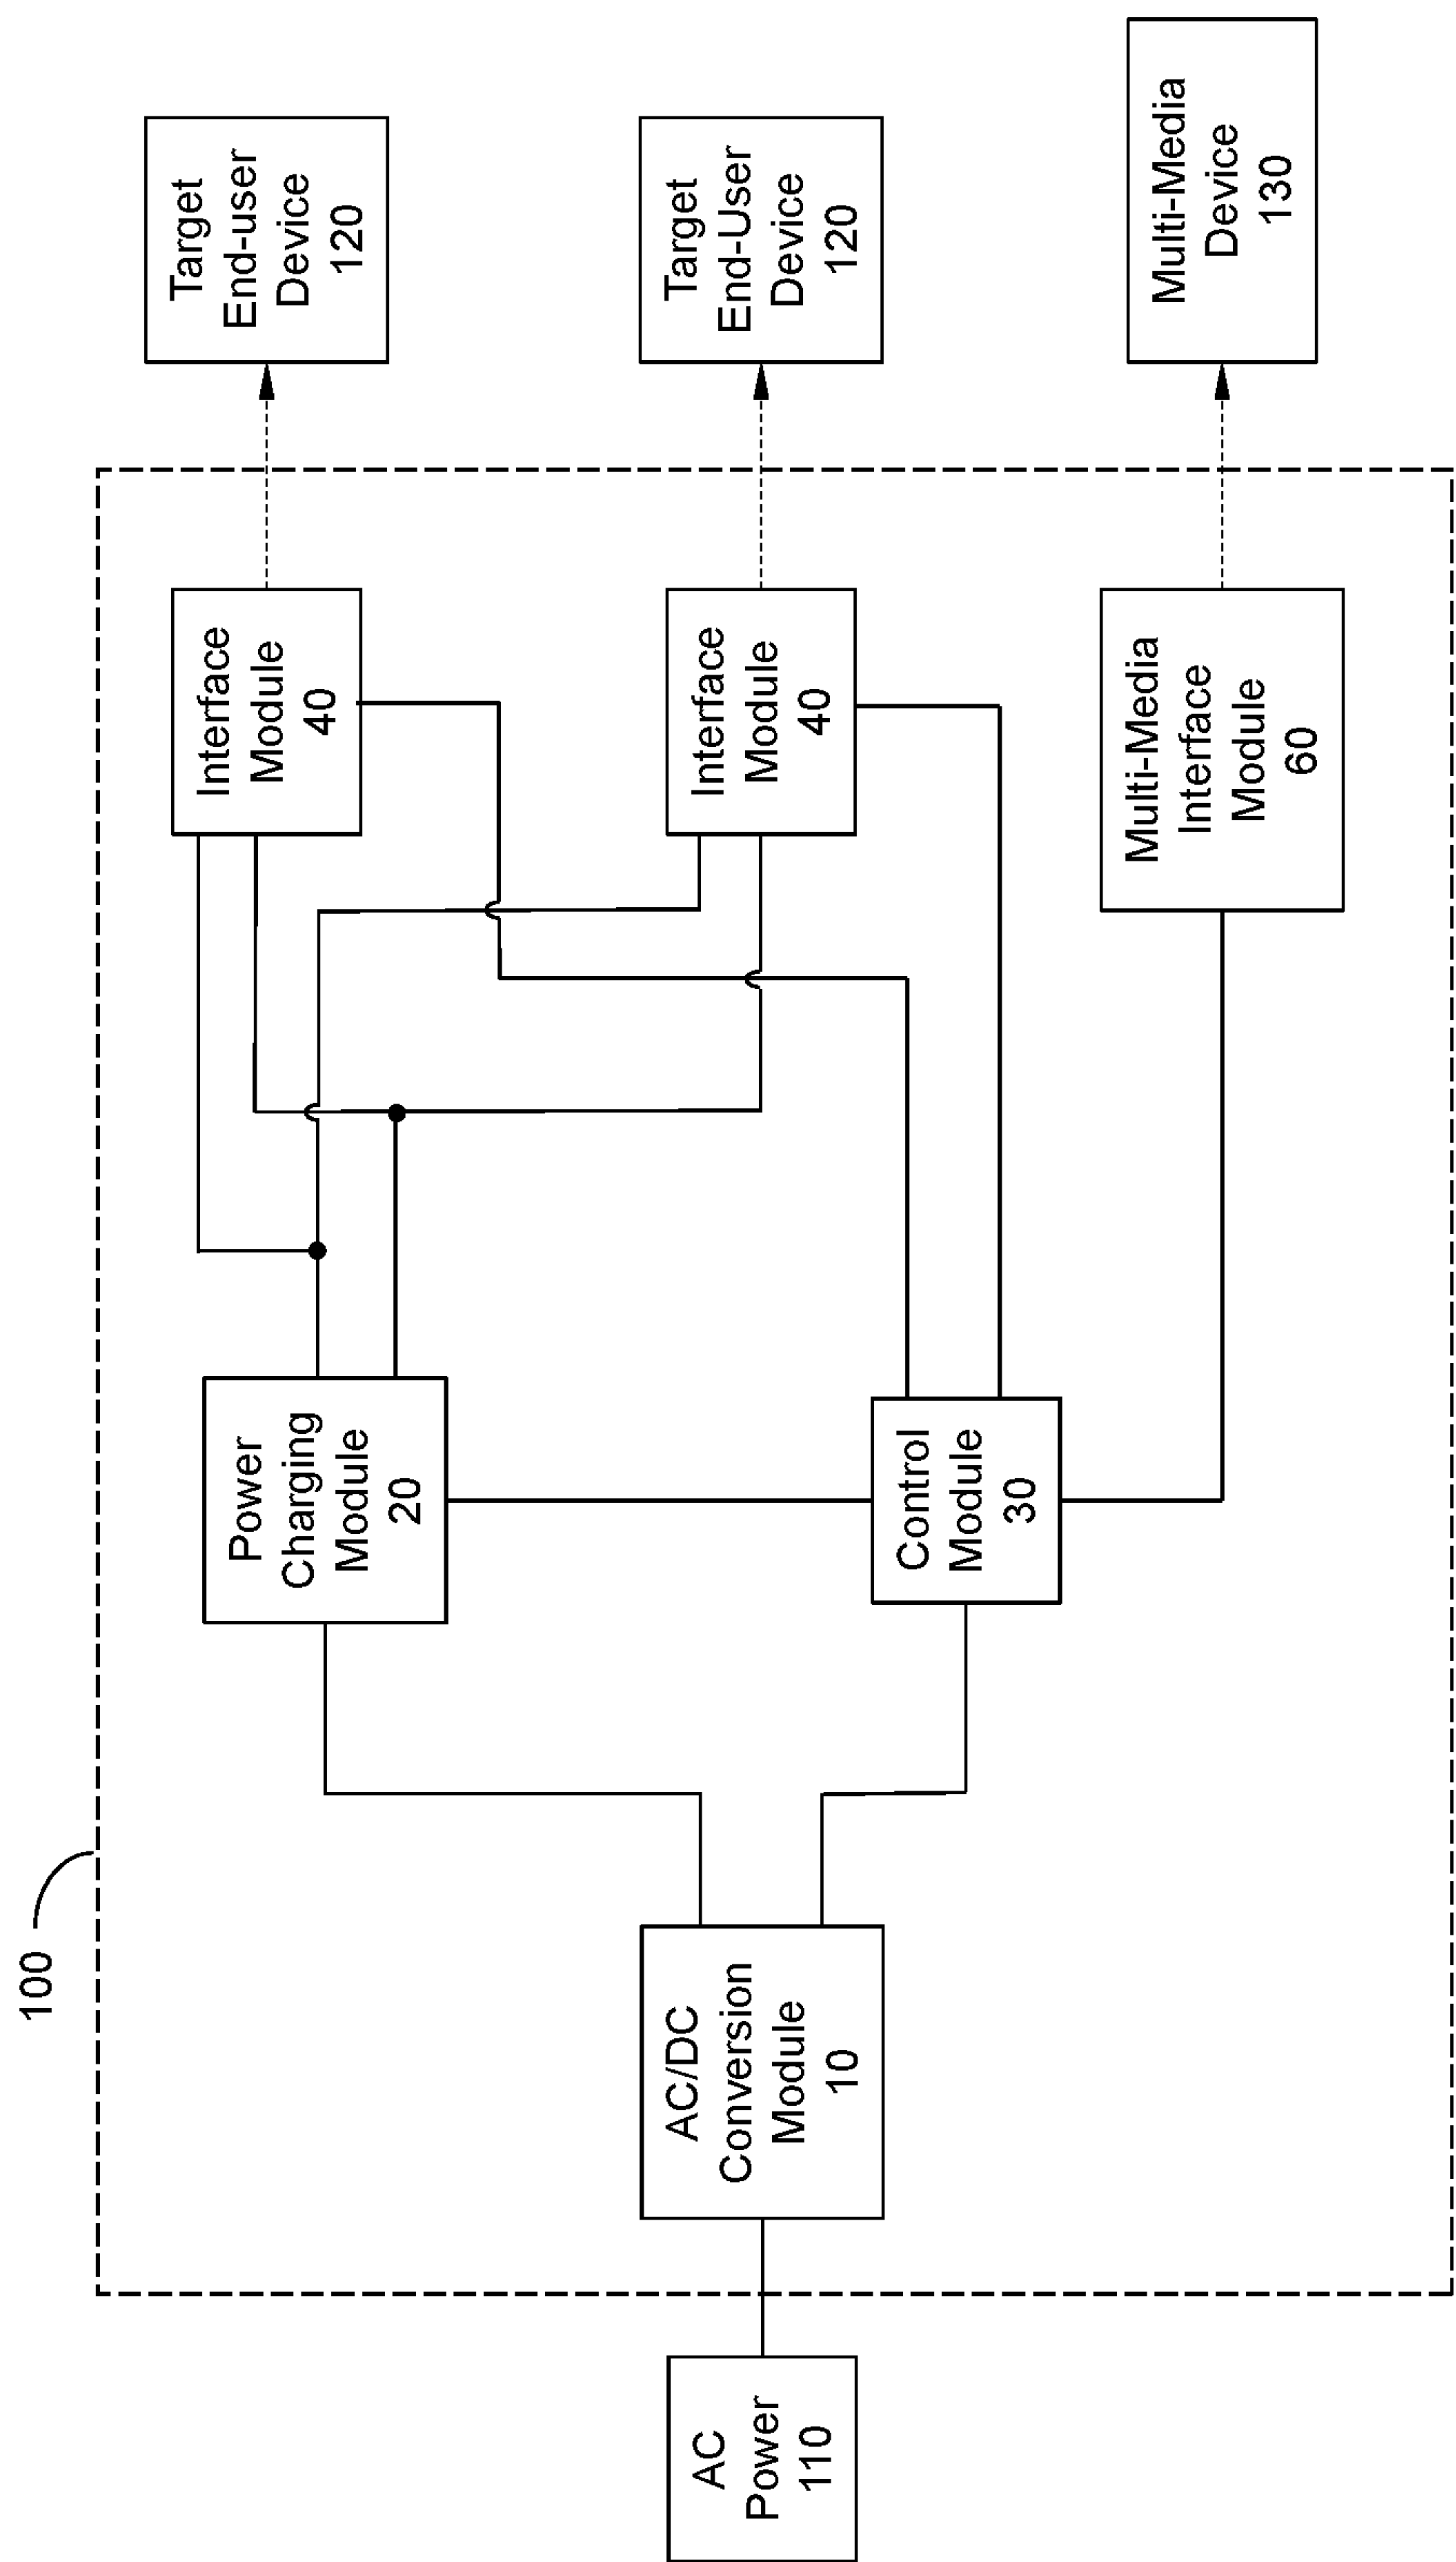 100
AC
Power
110
AC/DC
Conversion
Module
10
Power
Charging
Module
20
Control
Module
30
Interface
Module
40
Interface
Module
40
Multi-Media
Interface
Module
60
Target
End-user
Device
120
Target
End-User
Device
120
Multi-Media
Device
130